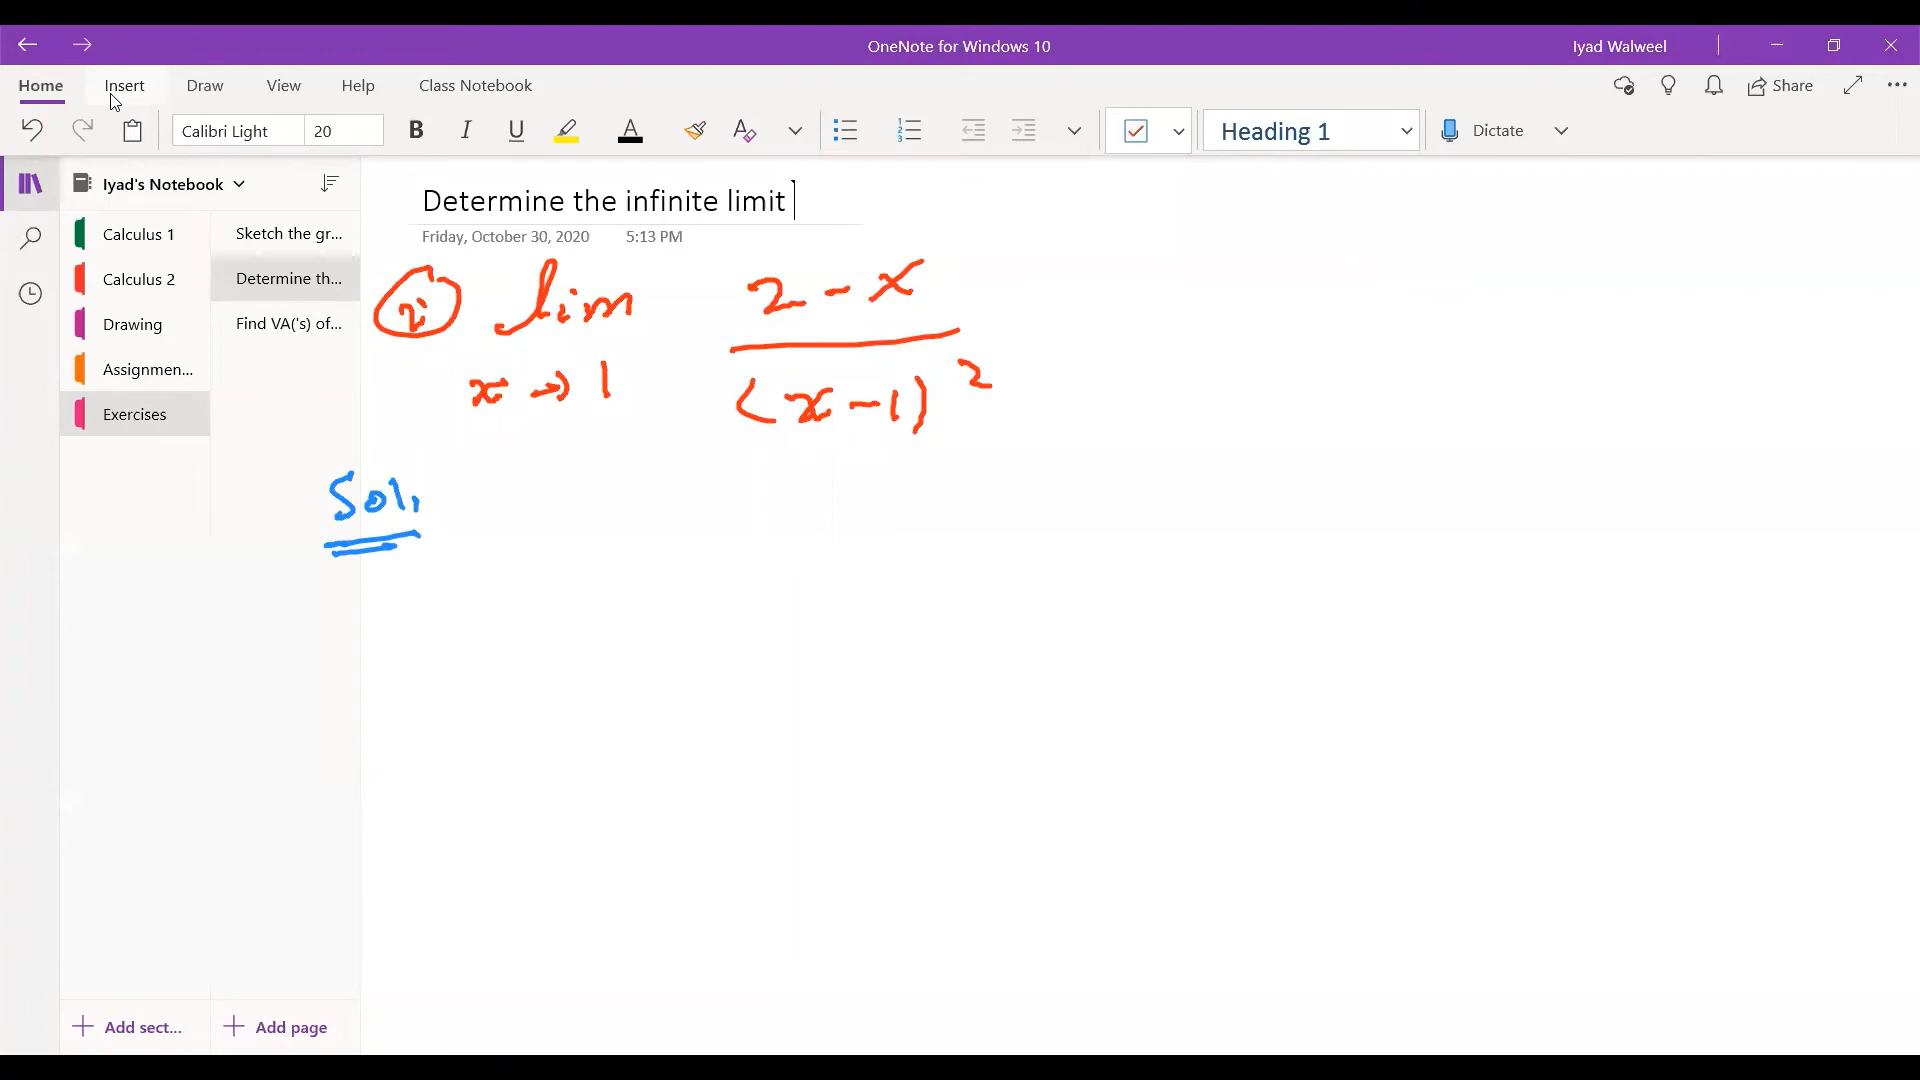 OneNote for Windows 10
Iyad Walweel
Home Insert Draw View Help Class Notebook
Share
Calibri Light 20 B I U A A Heading 1 Dictate
Iyad's Notebook
Calculus 1
Calculus 2
Drawing
Assignmen...
Exercises
Sketch the gr...
Determine th...
Find VA('s) of...
Determine the infinite limit
Friday, October 30, 2020 5:13 PM
lim 2 - x
x → 1 (x - 1) 2
Sol.
Add sect... Add page